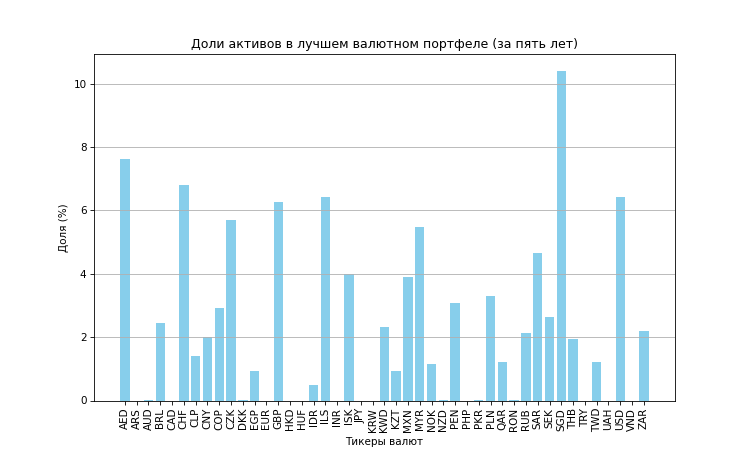 Доли активов в лучшем валютном портфеле (за пять лет)
Доля (%)
10
8
6
4
2
0
AED ARS AUD BRL CAD CHF CLP CNY COP CZK DKK EGP EUR GBP HKD HUF IDR ILS INR ISK JPY KRW KWD KZT MXN MYR NOK NZD PEN PHP PKR PLN QAR RON RUB SAR SEK SGD THB TRY TWD UAH USD VND ZAR
Тикеры валют